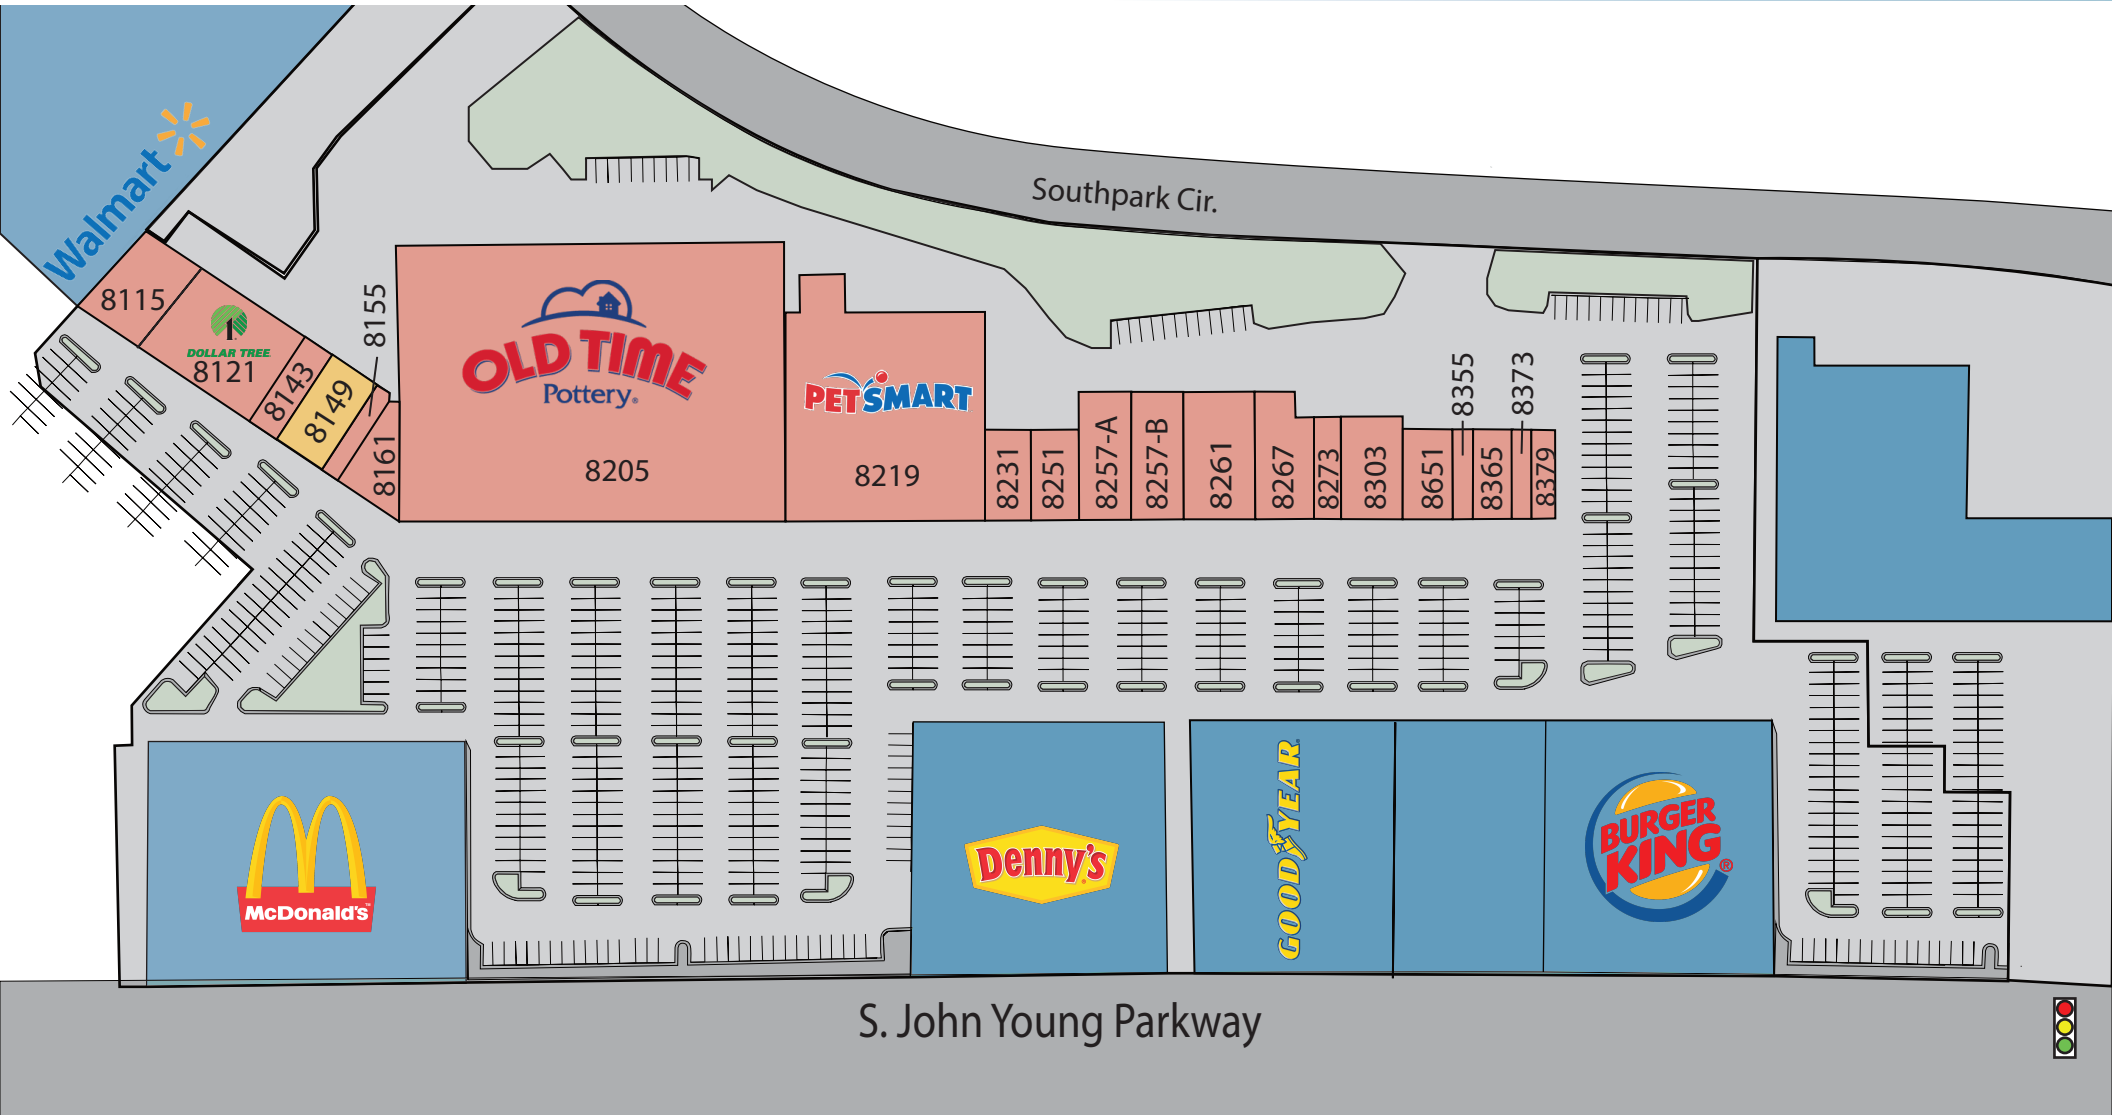 Southpark Cir.
Walmart
8115
DOLLAR TREE
8121
8143
8149
8155
8161
OLD TIME
Pottery®
8205
PETSMART
8219
8231
8251
8257-A
8257-B
8261
8267
8273
8303
8651
8355
8365
8373
8379
McDonald's™
Denny's
GOODYEAR
BURGER
KING®
S. John Young Parkway